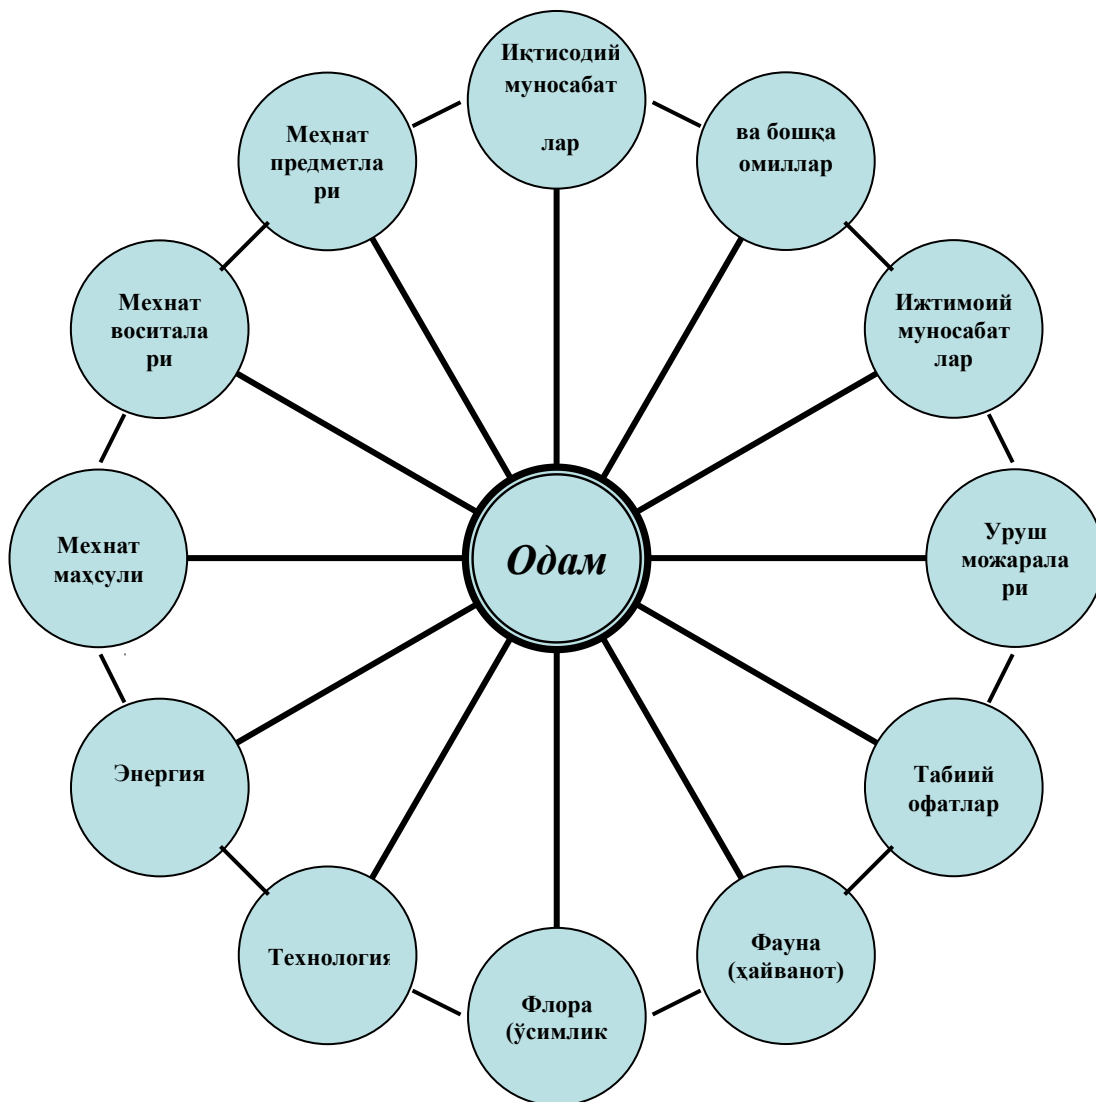 Иқтисодий
муносабат
лар
ва бошқа
омиллар
Ижтимоий
муносабат
лар
Уруш
можарала
ри
Табиий
офатлар
Фауна
(ҳайванот)
Флора
(ўсимлик
Технология
Энергия
Мехнат
маҳсули
Мехнат
воситала
ри
Меҳнат
предметла
ри
Одам